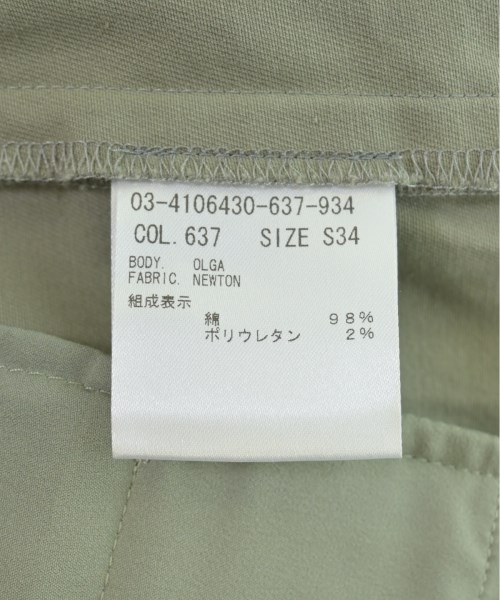 03-4106430-637-934
COL. 637 SIZE S34
BODY. OLGA
FABRIC. NEWTON
組成表示
綿 98%
ポリウレタン 2%